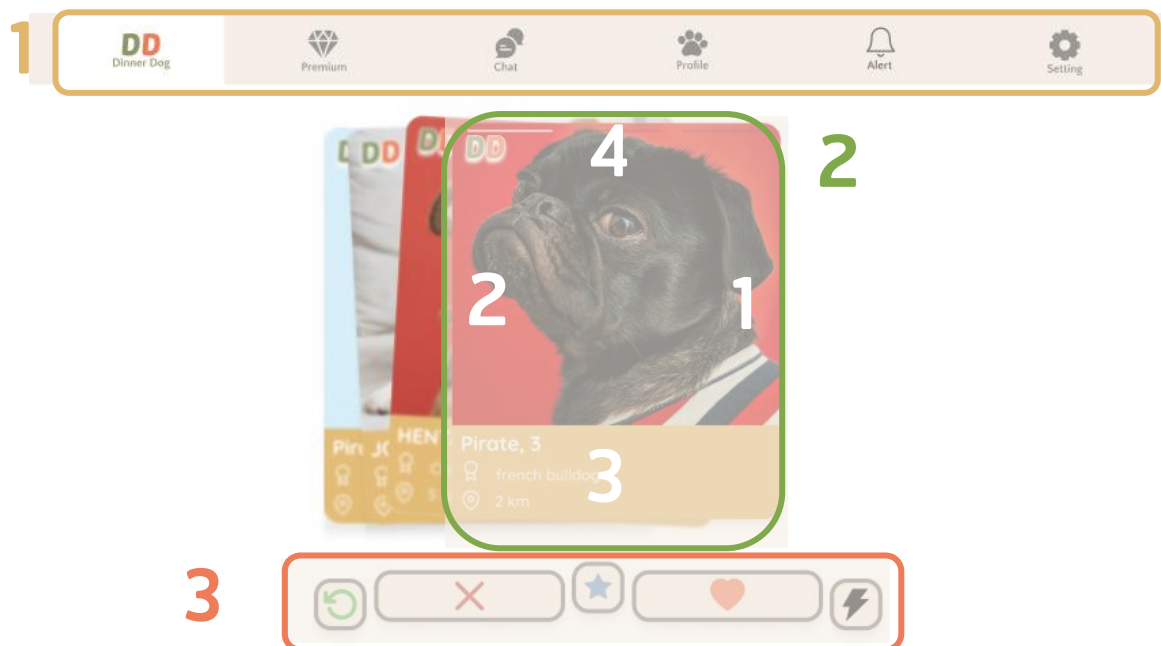 1
DD
Dinner Dog
Premium
Chat
Profile
Alert
Setting
DD
DD
4
2
2
1
HEN
Pirate, 3
french bulldog
3
2 km
3